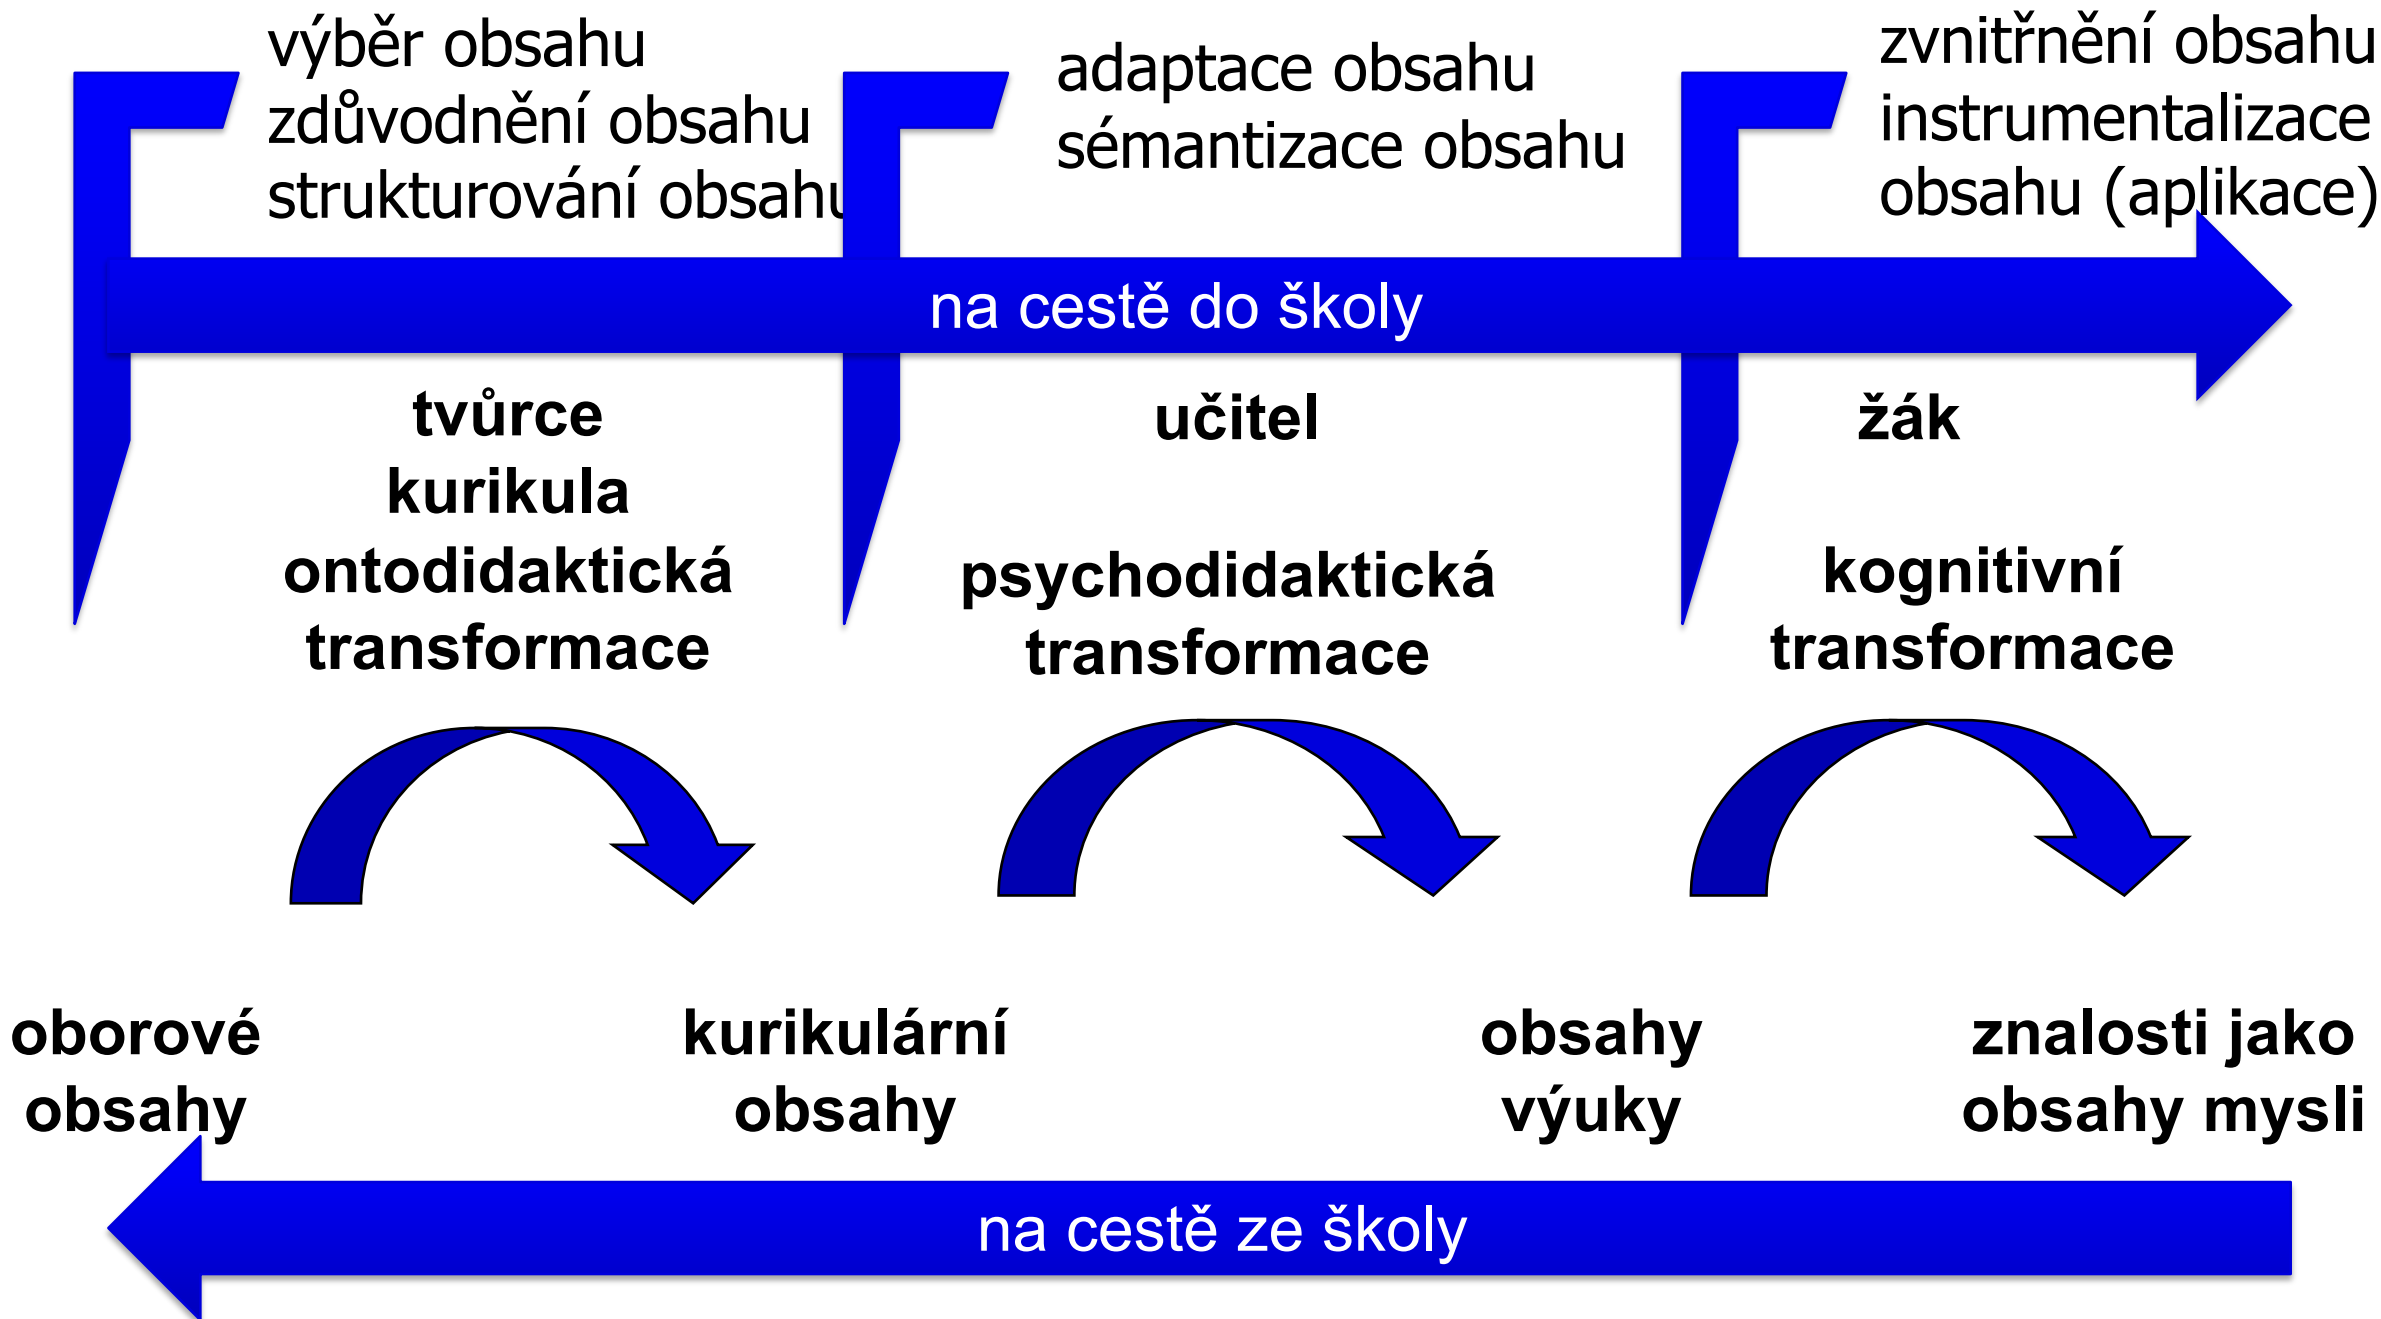 výběr obsahu
zdůvodnění obsahu
strukturování obsahu
adaptace obsahu
sémantizace obsahu
zvnitřnění obsahu
instrumentalizace
obsahu (aplikace)
na cestě do školy
tvůrce
kurikula
ontodidaktická
transformace
učitel
psychodidaktická
transformace
žák
kognitivní
transformace
oborové
obsahy
kurikulární
obsahy
obsahy
výuky
znalosti jako
obsahy mysli
na cestě ze školy